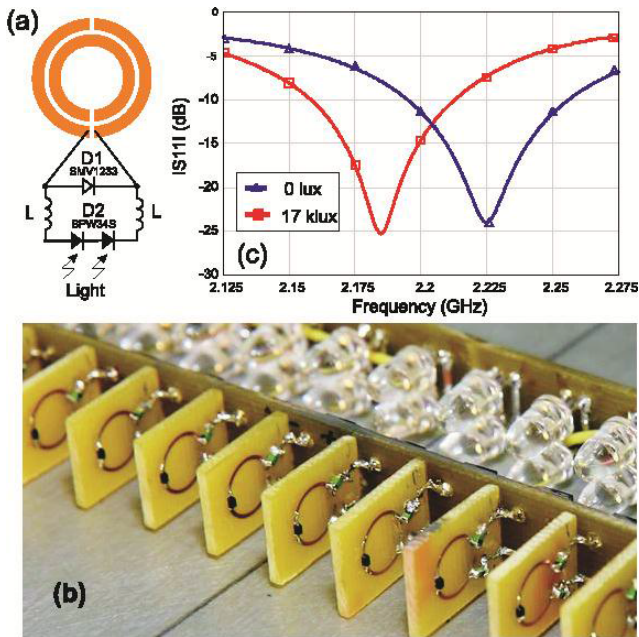 (a)
D1
SMV1233
L
D2
L
BPW34S
Light
0
-5
-10
-15
-20
-25
-30
|S11| (dB)
0 lux
17 klux
(c)
2.125
2.15
2.175
2.2
2.225
2.25
2.275
Frequency (GHz)
(b)